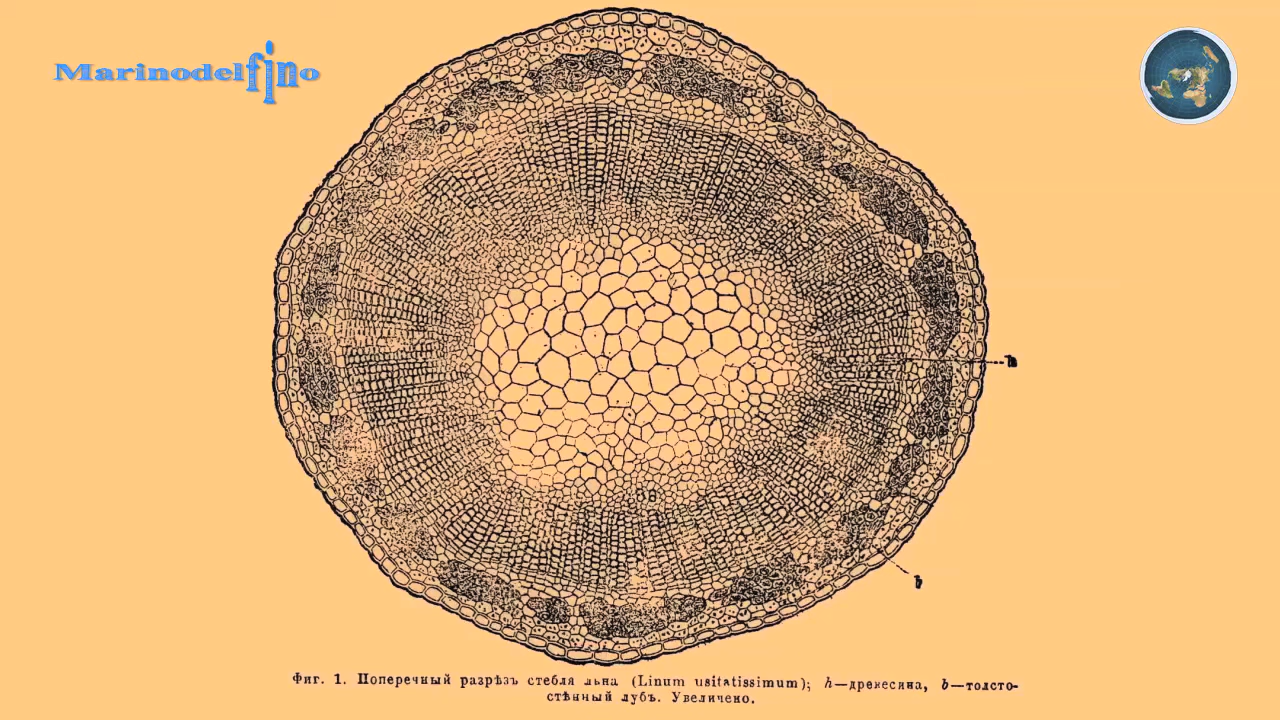 Marinodelfino
h
b
Фиг. 1. Поперечный разрѣзъ стебля льна (Linum usitatissimum); h—древесина, b—толсто-
стѣнный лубъ. Увеличено.